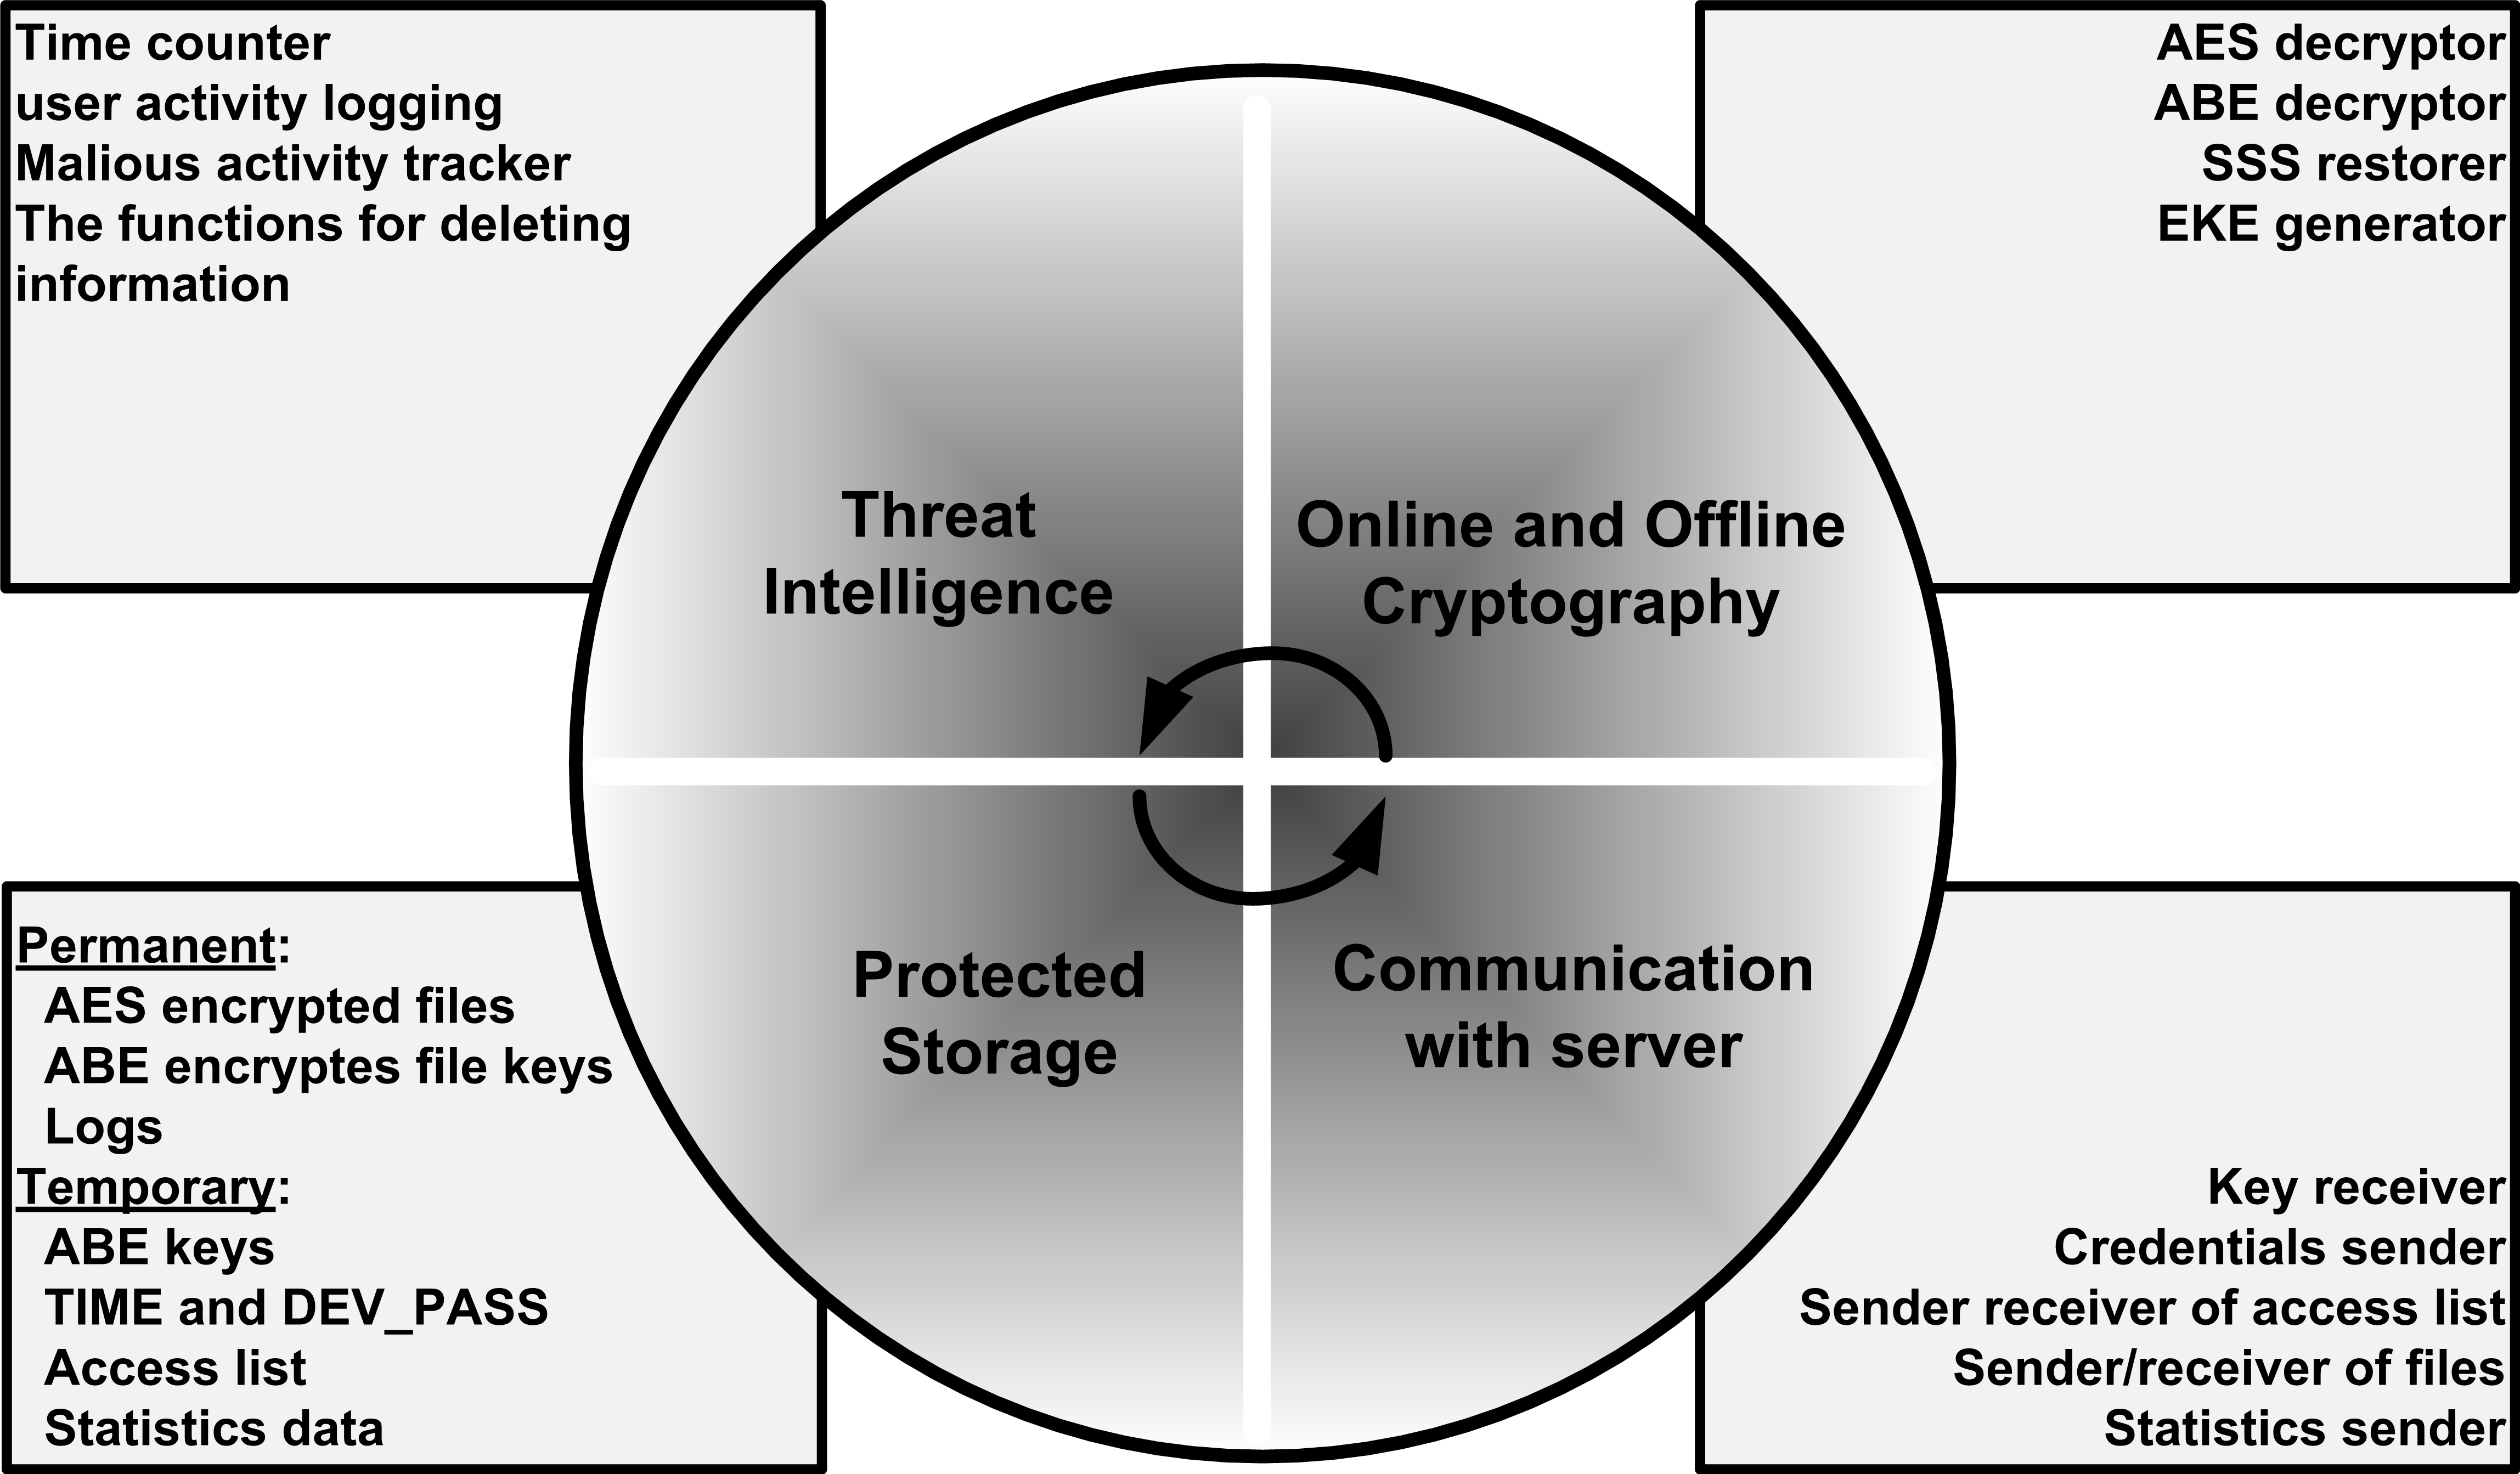 Time counter
user activity logging
Malious activity tracker
The functions for deleting
information
AES decryptor
ABE decryptor
SSS restorer
EKE generator
Threat
Intelligence
Online and Offline
Cryptography
Protected
Storage
Communication
with server
Permanent:
AES encrypted files
ABE encryptes file keys
Logs
Temporary:
ABE keys
TIME and DEV_PASS
Access list
Statistics data
Key receiver
Credentials sender
Sender receiver of access list
Sender/receiver of files
Statistics sender